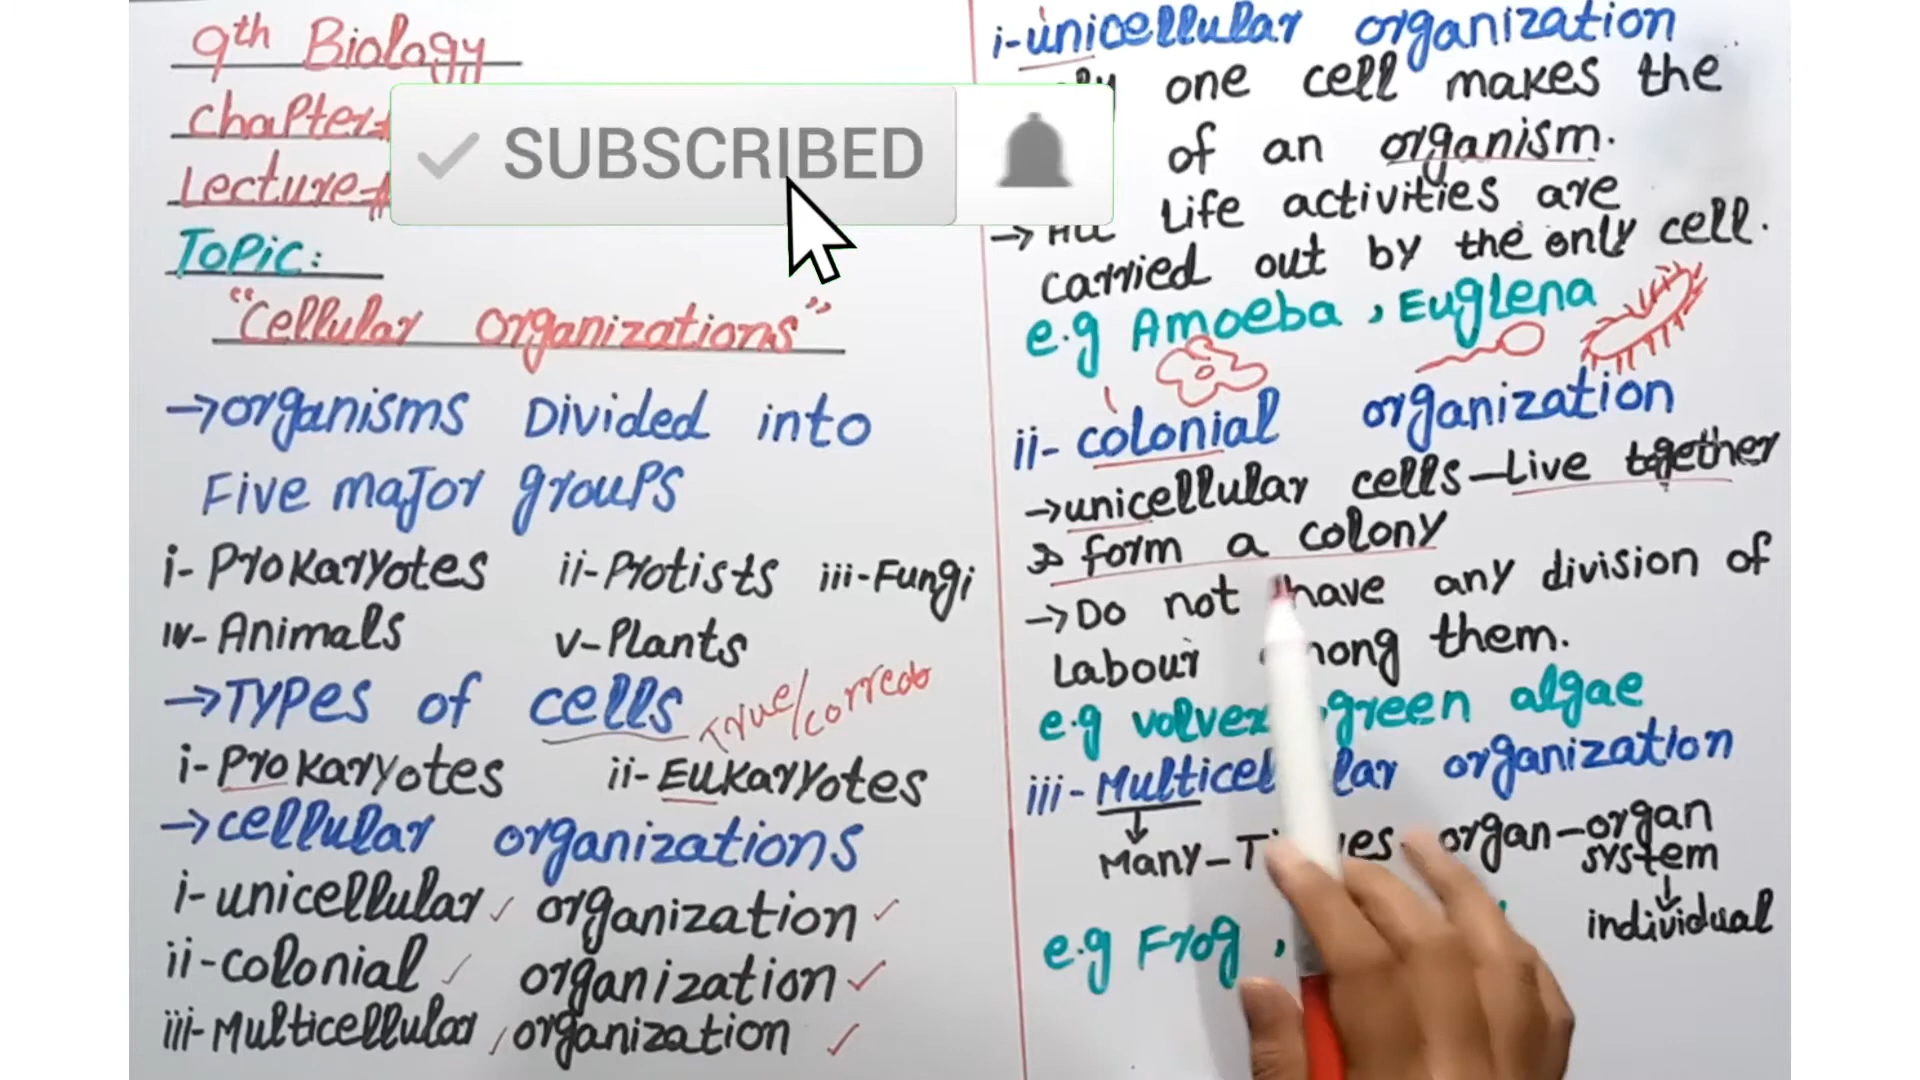 9th Biology
Chapter#
Lecture#
SUBSCRIBED
Topic:
"Cellular organizations"
→organisms Divided into
Five major groups
i-Prokaryotes ii-Protists iii-Fungi
iv-Animals v-Plants
→Types of cells True/correct
i-Prokaryotes ii-Eukaryotes
→cellular organizations
i-unicellular organization
ii-colonial organization
iii-Multicellular organization
i-unicellular organization
one cell makes the
of an organism.
→All Life activities are
carried out by the only cell.
e.g Amoeba, Euglena
ii-colonial organization
→unicellular cells-Live together
form a colony
→Do not have any division of
Labour them.
e.g green algae
iii-Multicellular organization
Many- organ-organ
system
individual
e.g Frog,